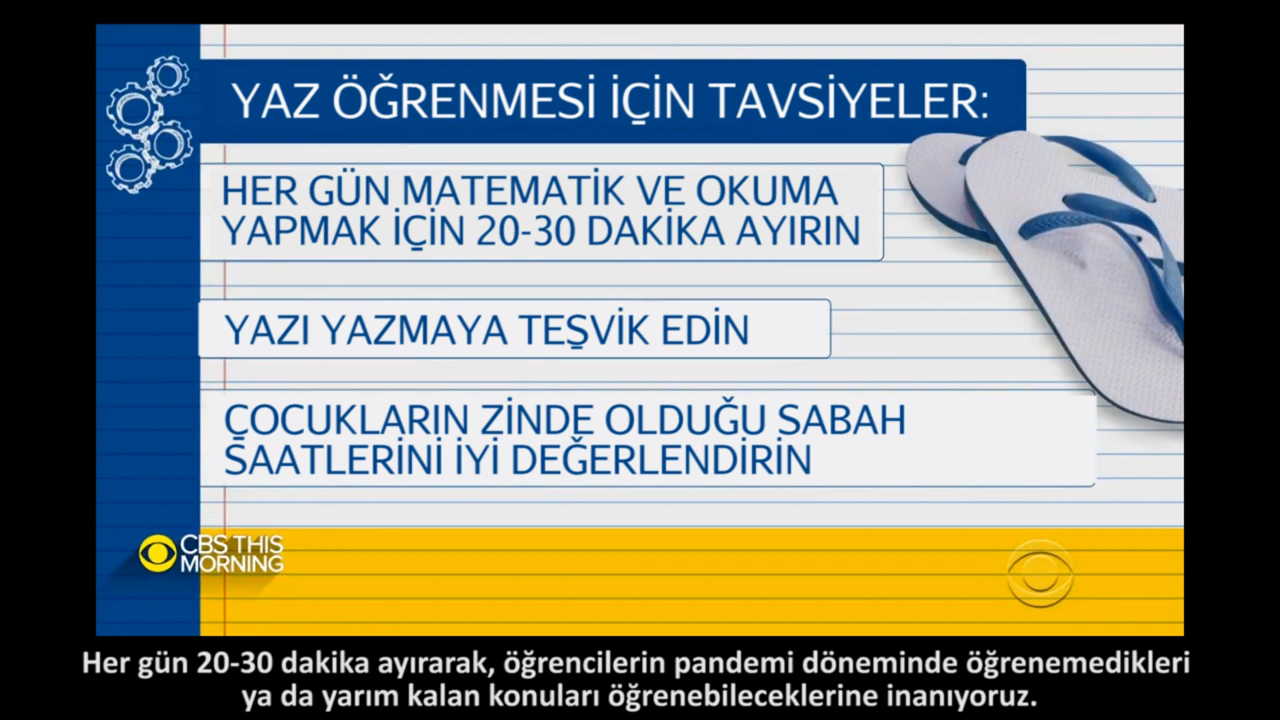 YAZ ÖĞRENMESİ İÇİN TAVSİYELER:
HER GÜN MATEMATİK VE OKUMA
YAPMAK İÇİN 20-30 DAKİKA AYIRIN
YAZI YAZMAYA TEŞVİK EDİN
ÇOCUKLARIN ZİNDE OLDUĞU SABAH
SAATLERİNİ İYİ DEĞERLENDİRİN
CBS THIS
MORNING
Her gün 20-30 dakika ayırarak, öğrencilerin pandemi döneminde öğrenemedikleri
ya da yarım kalan konuları öğrenebileceklerine inanıyoruz.